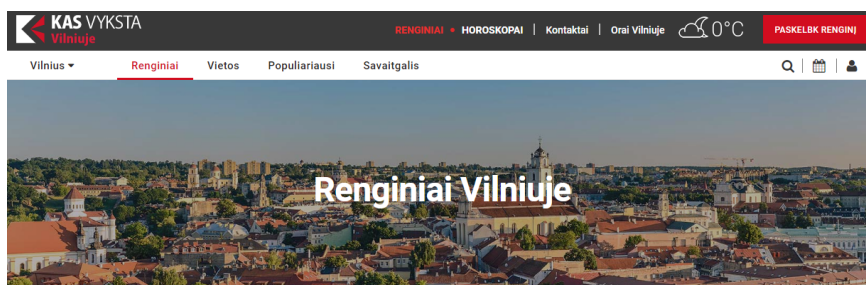 KAS VYKSTA
Vilniuje
RENGINIAI • HOROSKOPAI | Kontaktai | Orai Vilniuje 0°C PASKELBK RENGINĮ
Vilnius Renginiai Vietos Populiariausi Savaitgalis
Renginiai Vilniuje